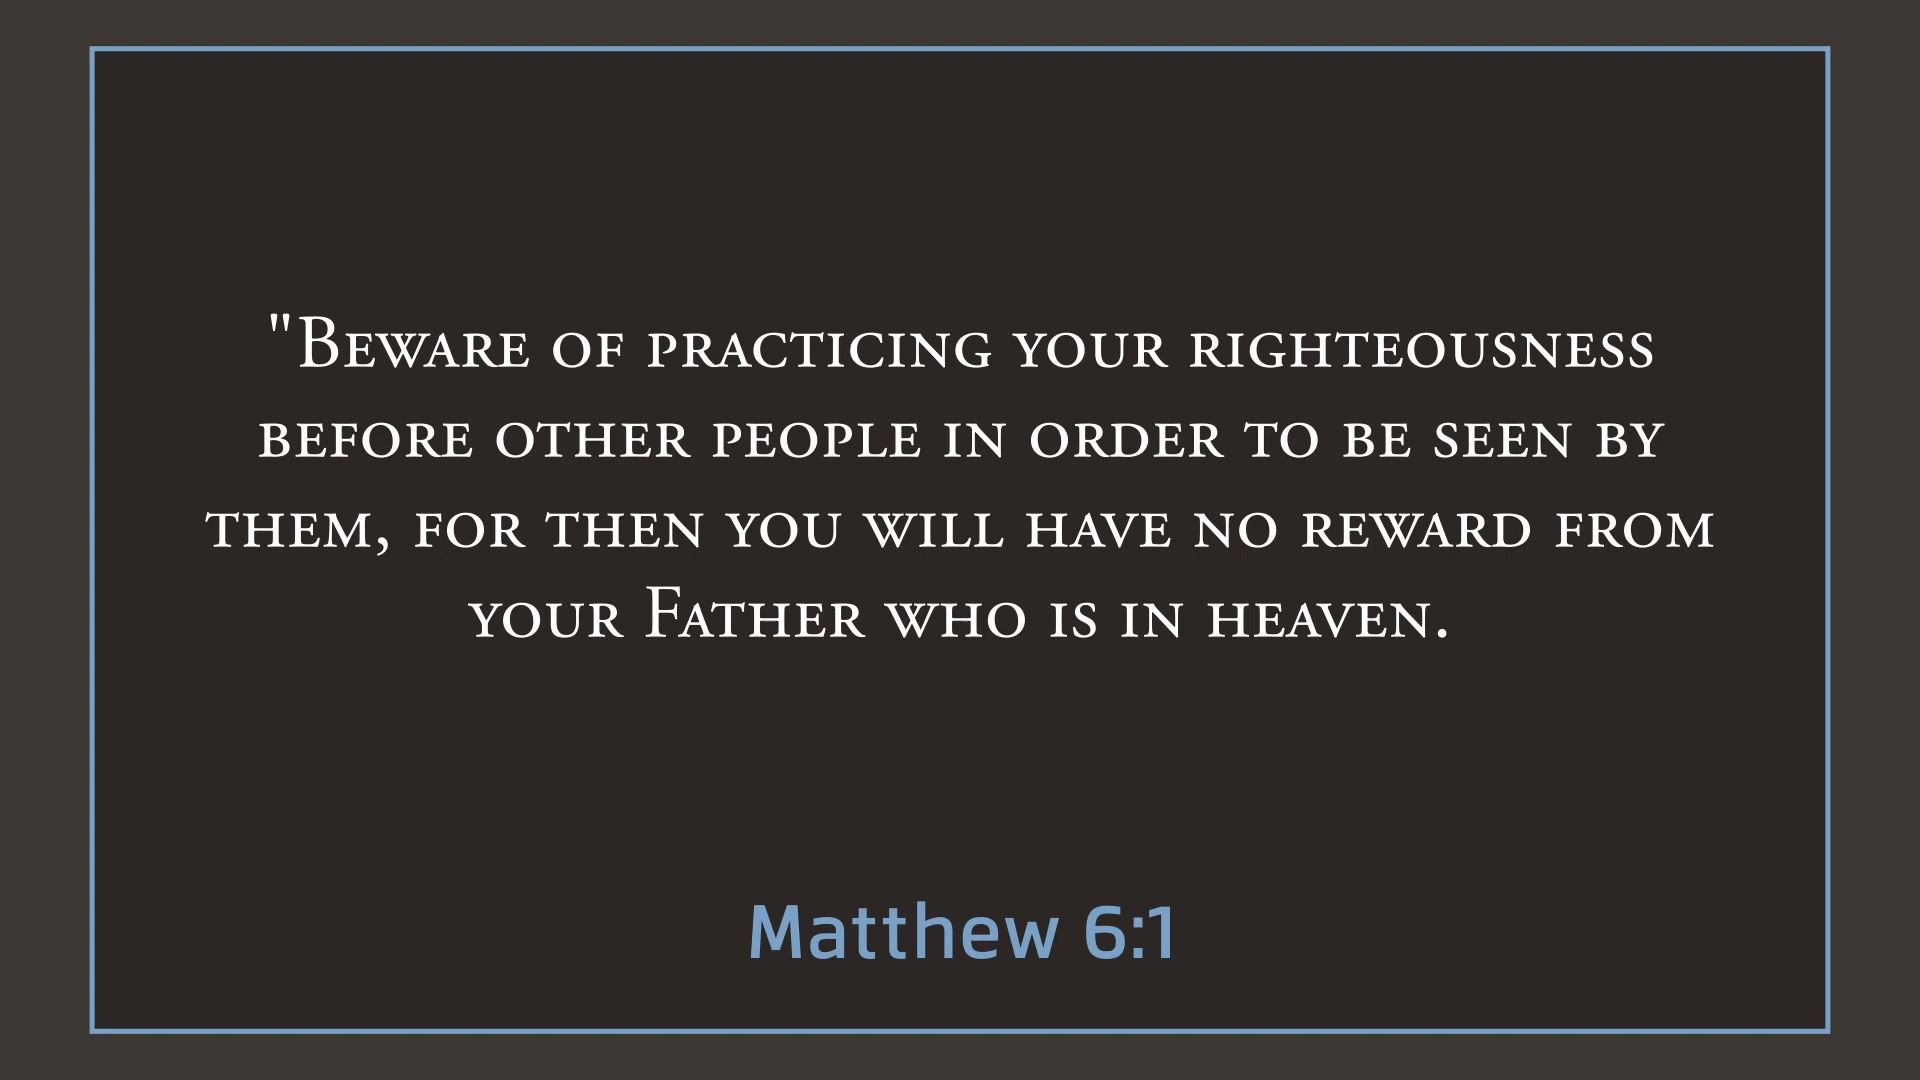 "Beware of practicing your righteousness
before other people in order to be seen by
them, for then you will have no reward from
your Father who is in heaven.
Matthew 6:1